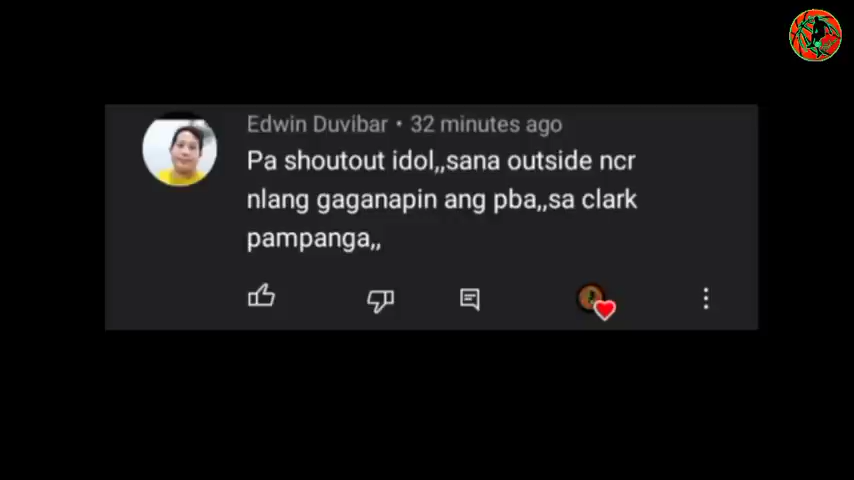 Edwin Duvibar • 32 minutes ago
Pa shoutout idol,,sana outside ncr
nlang gaganapin ang pba,,sa clark
pampanga,,